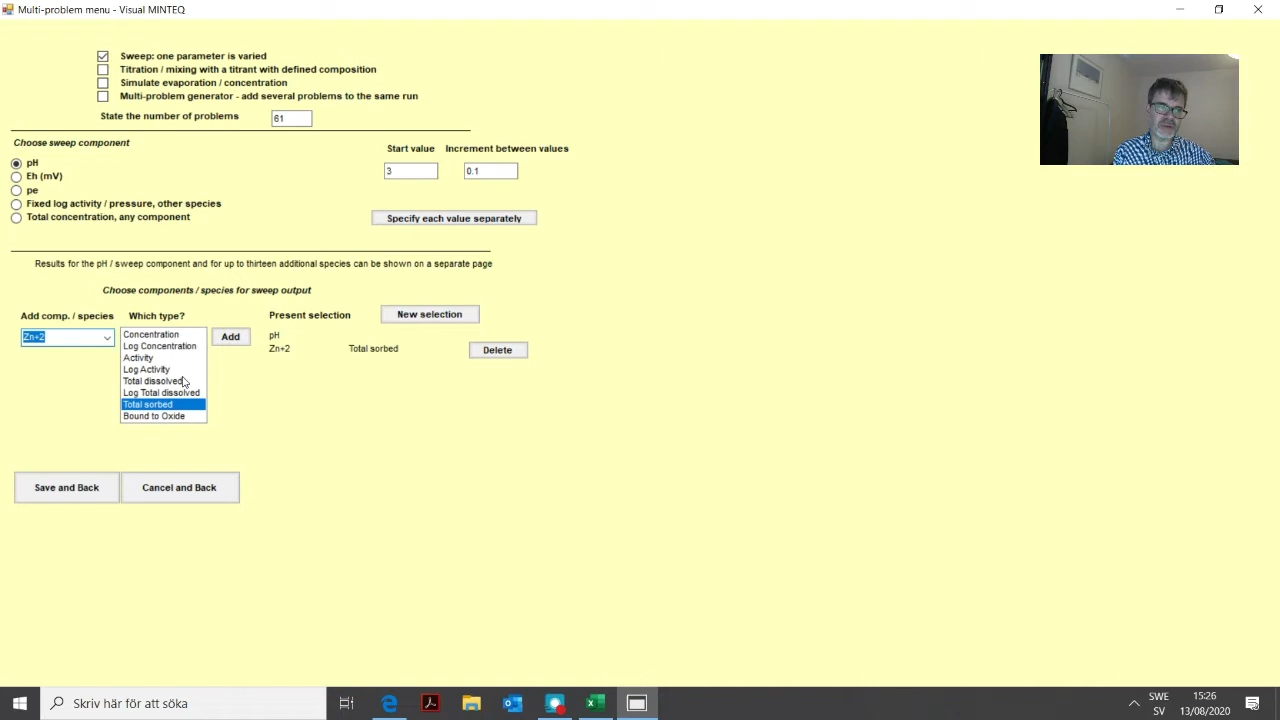 Multi-problem menu - Visual MINTEQ
Sweep: one parameter is varied
Titration / mixing with a titrant with defined composition
Simulate evaporation / concentration
Multi-problem generator - add several problems to the same run
State the number of problems 61
Choose sweep component
Start value Increment between values
pH
3 0.1
Eh (mV)
pe
Fixed log activity / pressure, other species
Total concentration, any component
Specify each value separately
Results for the pH / sweep component and for up to thirteen additional species can be shown on a separate page
Choose components / species for sweep output
Add comp. / species Which type? Present selection New selection
Zn+2 Add
Concentration
Log Concentration
Activity
Log Activity
Total dissolved
Log Total dissolved
Total sorbed
Bound to Oxide
pH
Zn+2 Total sorbed Delete
Save and Back Cancel and Back
Skriv här för att söka
SWE 15:26
SV 13/08/2020